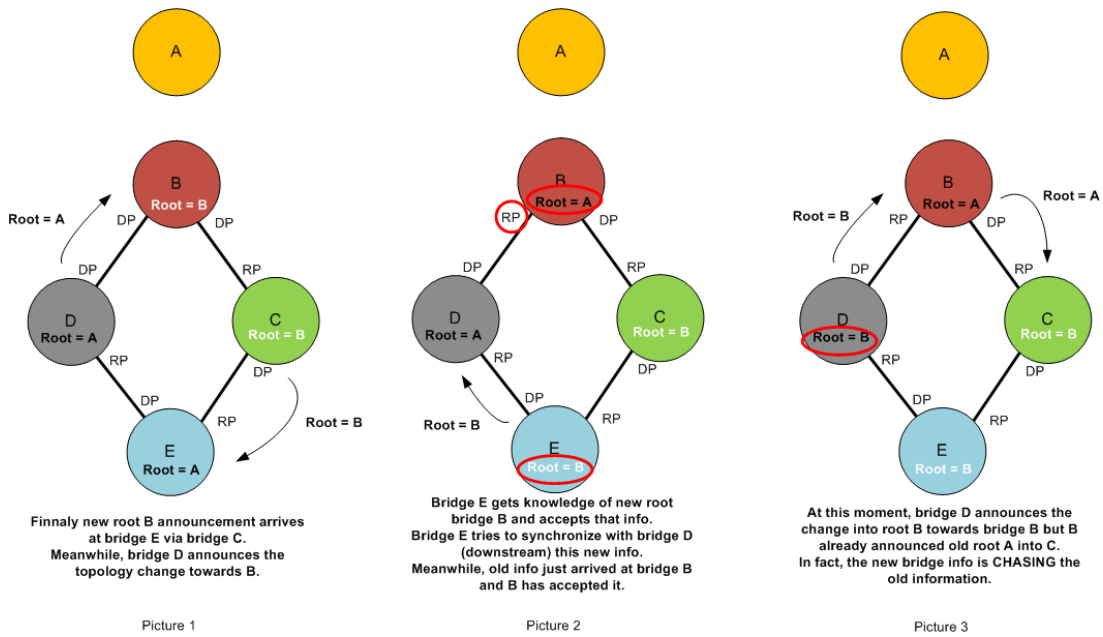 A
B
Root = B
Root = A
DP
DP
DP
RP
D
Root = A
C
Root = B
RP
DP
DP
RP
Root = B
E
Root = A
Finnaly new root B announcement arrives
at bridge E via bridge C.
Meanwhile, bridge D announces the
topology change towards B.
Picture 1
A
B
Root = A
RP
DP
DP
RP
D
Root = A
C
Root = B
RP
DP
DP
RP
Root = B
E
Root = B
Bridge E gets knowledge of new root
bridge B and accepts that info.
Bridge E tries to synchronize with bridge D
(downstream) this new info.
Meanwhile, old info just arrived at bridge B
and B has accepted it.
Picture 2
A
B
Root = A
Root = B
Root = A
RP
DP
DP
RP
D
Root = B
C
Root = B
RP
DP
DP
RP
E
Root = B
At this moment, bridge D announces the
change into root B towards bridge B but B
already announced old root A into C.
In fact, the new bridge info is CHASING the
old information.
Picture 3